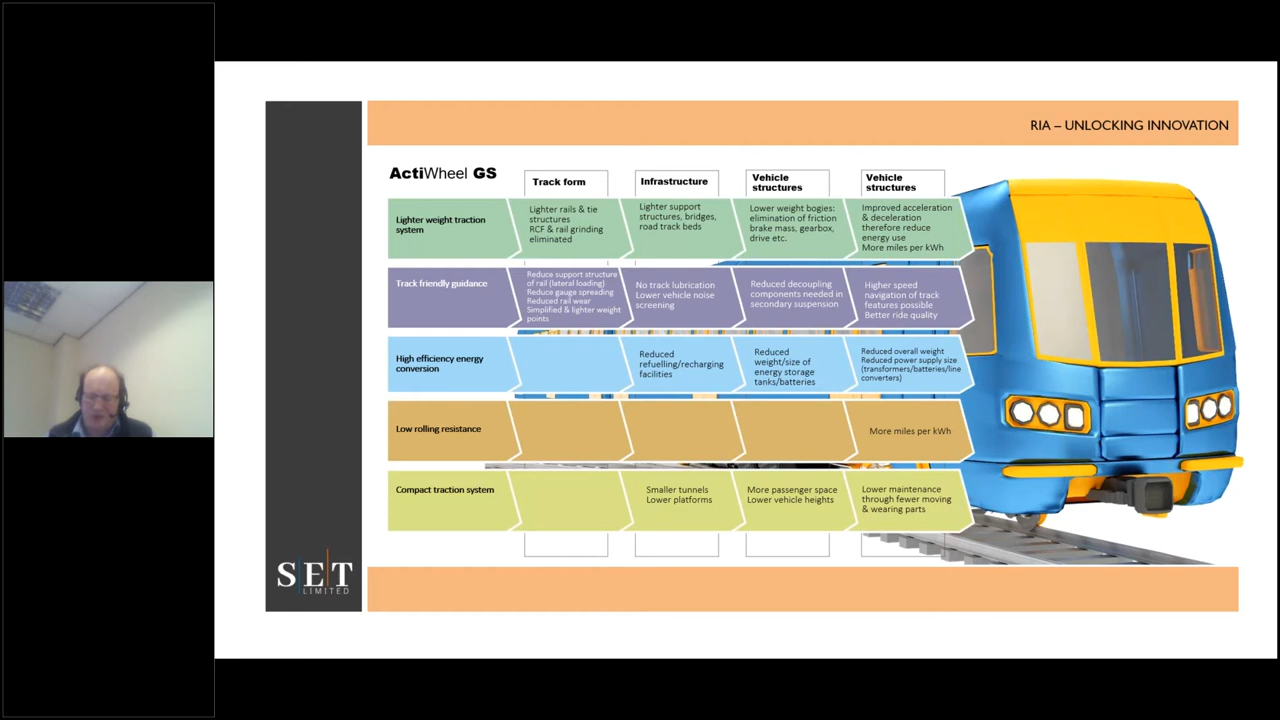 RIA – UNLOCKING INNOVATION
ActiWheel GS
Track form
Infrastructure
Vehicle
structures
Vehicle
structures
Lighter weight traction
system
Lighter rails & tie
structures
RCF & rail grinding
eliminated
Lighter support
structures, bridges,
road track beds
Lower weight bogies:
elimination of friction
brake mass, gearbox,
drive etc.
Improved acceleration
& deceleration
therefore reduce
energy use
More miles per kWh
Track friendly guidance
Reduce support structure
of rail (lateral loading)
Reduce gauge spreading
Reduced rail wear
Simplified & lighter weight
points
No track lubrication
Lower vehicle noise
screening
Reduced decoupling
components needed in
secondary suspension
Higher speed
navigation of track
features possible
Better ride quality
High efficiency energy
conversion
Reduced
refuelling/recharging
facilities
Reduced
weight/size of
energy storage
tanks/batteries
Reduced overall weight
Reduced power supply size
(transformers/batteries/line
converters)
Low rolling resistance
More miles per kWh
Compact traction system
Smaller tunnels
Lower platforms
More passenger space
Lower vehicle heights
Lower maintenance
through fewer moving
& wearing parts
SET
LIMITED